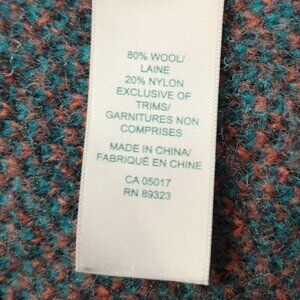 80% WOOL/
LAINE
20% NYLON
EXCLUSIVE OF
TRIMS/
GARNITURES NON
COMPRISES
MADE IN CHINA/
FABRIQUÉ EN CHINE
CA 05017
RN 89323